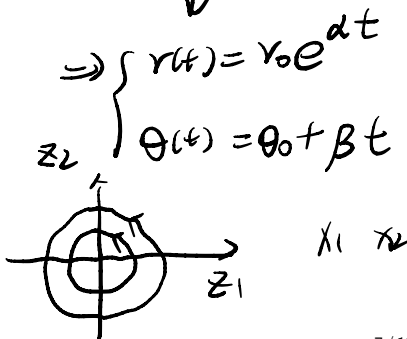 ⇒ { r(t) = r₀e^{αt}
θ(t) = θ₀ + βt
z₂
x₁ x₂
z₁